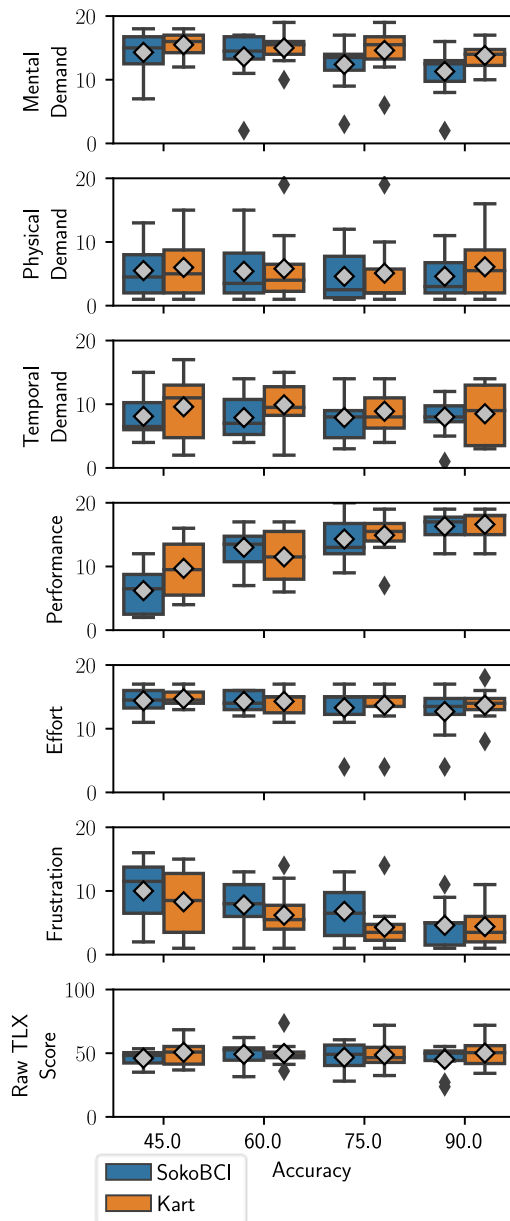 20
10
0
Mental
Demand
20
10
0
Physical
Demand
20
10
0
Temporal
Demand
20
10
0
Performance
20
10
0
Effort
20
10
0
Frustration
100
50
0
Raw TLX
Score
45.0 60.0 75.0 90.0
Accuracy
SokoBCI
Kart